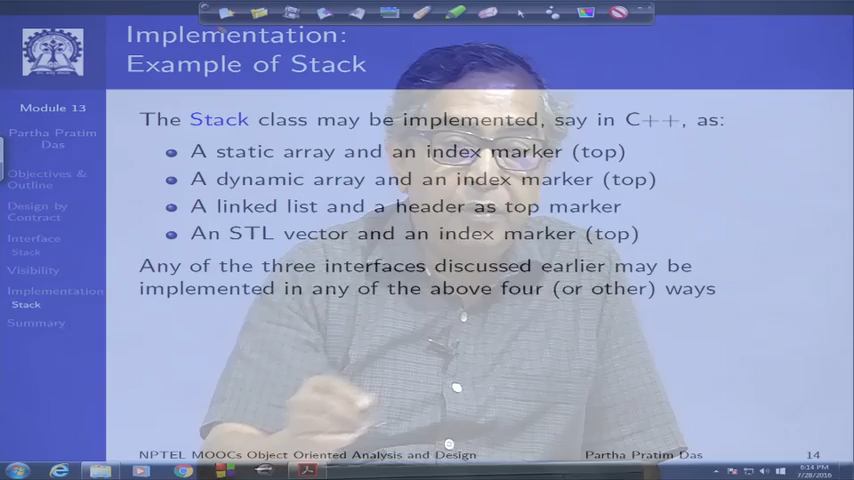 Implementation:
Example of Stack
Module 13
Partha Pratim
Das
Objectives &
Outline
Design by
Contract
Interface
Stack
Visibility
Implementation
Stack
Summary
The Stack class may be implemented, say in C++, as:
A static array and an index marker (top)
A dynamic array and an index marker (top)
A linked list and a header as top marker
An STL vector and an index marker (top)
Any of the three interfaces discussed earlier may be
implemented in any of the above four (or other) ways
NPTEL MOOCs Object Oriented Analysis and Design
Partha Pratim Das
14
6:14 PM
7/28/2016